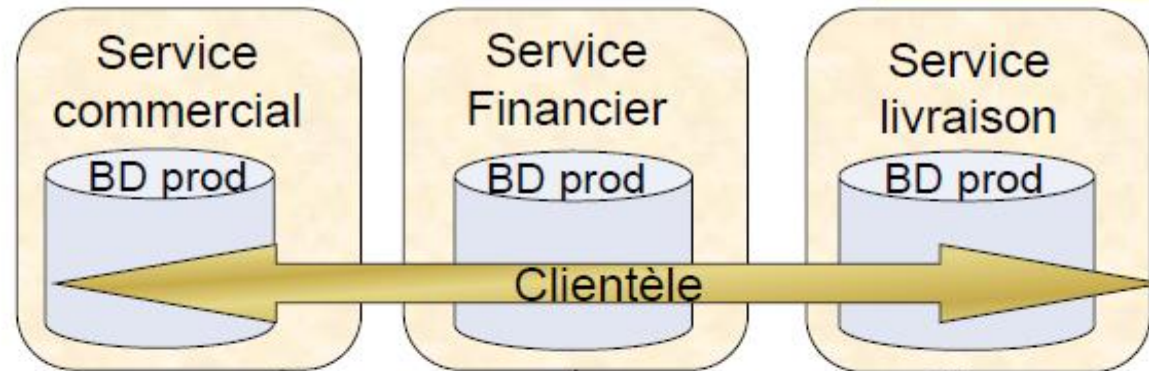 Service
commercial
BD prod
Service
Financier
BD prod
Service
livraison
BD prod
Clientèle